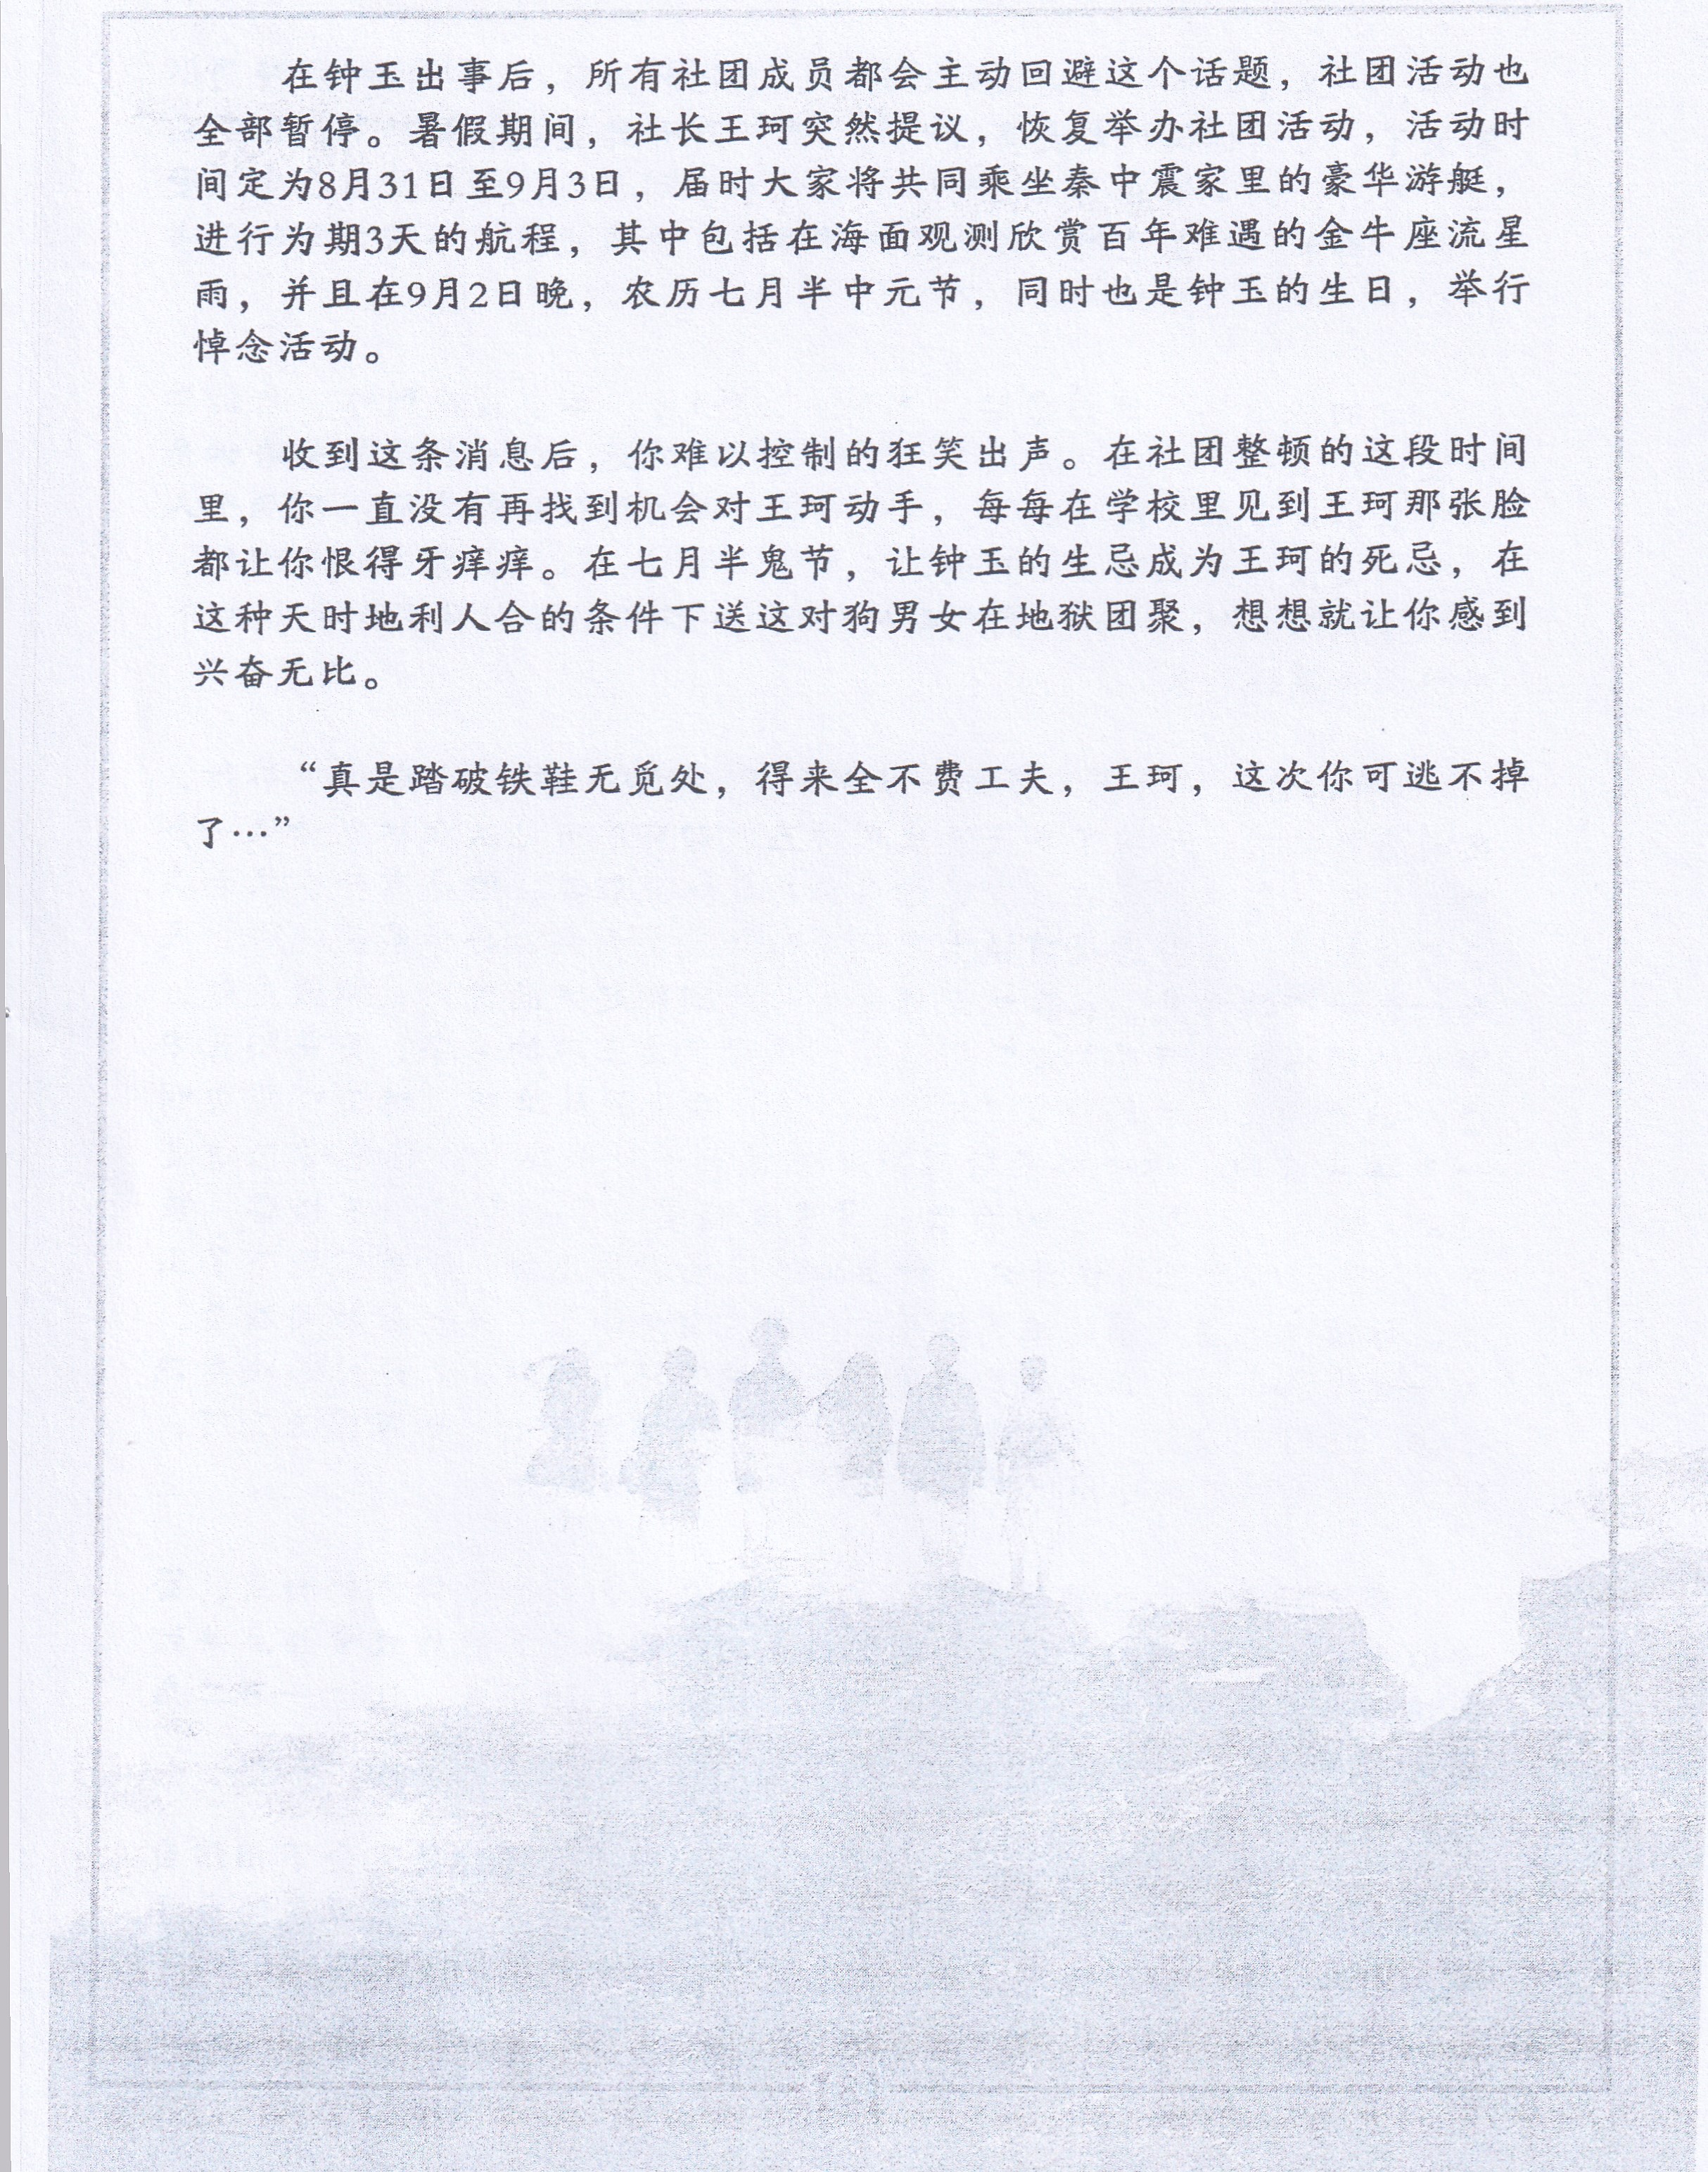 在钟玉出事后，所有社团成员都会主动回避这个话题，社团活动也
全部暂停。暑假期间，社长王珂突然提议，恢复举办社团活动，活动时
间定为8月31日至9月3日，届时大家将共同乘坐秦中震家里的豪华游艇，
进行为期3天的航程，其中包括在海面观测欣赏百年难遇的金牛座流星
雨，并且在9月2日晚，农历七月半中元节，同时也是钟玉的生日，举行
悼念活动。
收到这条消息后，你难以控制的狂笑出声。在社团整顿的这段时间
里，你一直没有再找到机会对王珂动手，每每在学校里见到王珂那张脸
都让你恨得牙痒痒。在七月半鬼节，让钟玉的生忌成为王珂的死忌，在
这种天时地利人合的条件下送这对狗男女在地狱团聚，想想就让你感到
兴奋无比。
“真是踏破铁鞋无觅处，得来全不费工夫，王珂，这次你可逃不掉
了…”